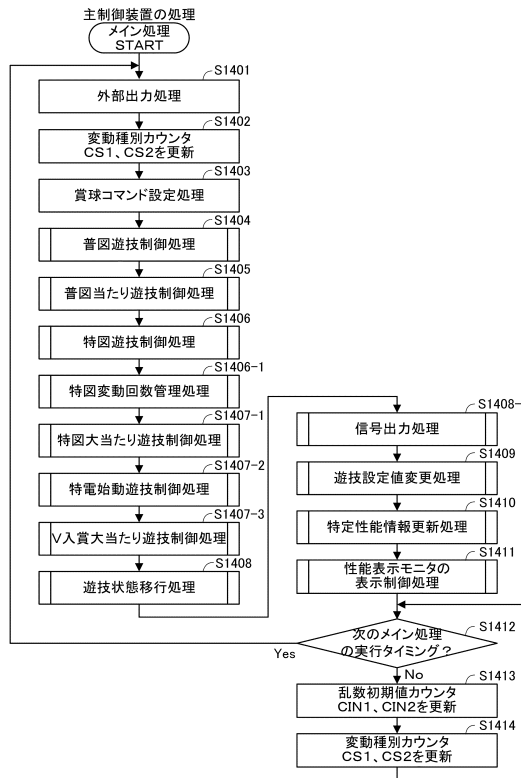 主制御装置の処理
メイン処理
START
S1401
外部出力処理
S1402
変動種別カウンタ
CS1、CS2を更新
S1403
賞球コマンド設定処理
S1404
普図遊技制御処理
S1405
普図当たり遊技制御処理
S1406
特図遊技制御処理
S1406-1
特図変動回数管理処理
S1407-1
特図大当たり遊技制御処理
S1407-2
特電始動遊技制御処理
S1407-3
V入賞大当たり遊技制御処理
S1408
遊技状態移行処理
S1408-
信号出力処理
S1409
遊技設定値変更処理
S1410
特定性能情報更新処理
S1411
性能表示モニタの
表示制御処理
S1412
次のメイン処理
の実行タイミング?
Yes
No
S1413
乱数初期値カウンタ
CIN1、CIN2を更新
S1414
変動種別カウンタ
CS1、CS2を更新